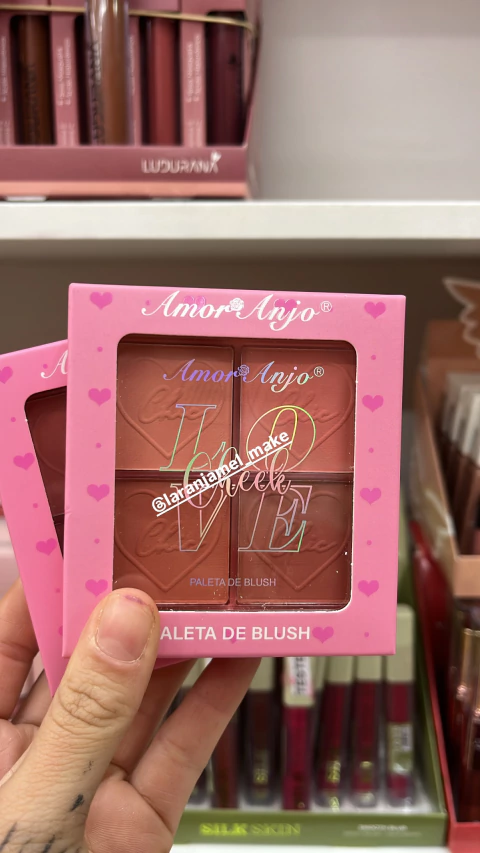 LUDURANA
Amor Anjo®
A
Amor Anjo®
LO
Cheek
@laranjamel_make
VE
PALETA DE BLUSH
ALETA DE BLUSH
SILK SKIN